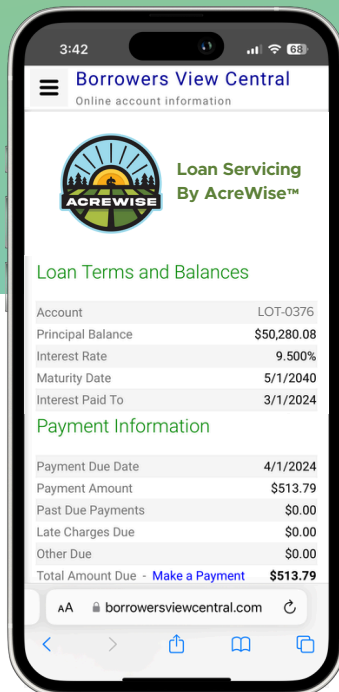 3:42
68
Borrowers View Central
Online account information
ACREWISE
Loan Servicing
By AcreWise™
Loan Terms and Balances
Account LOT-0376
Principal Balance $50,280.08
Interest Rate 9.500%
Maturity Date 5/1/2040
Interest Paid To 3/1/2024
Payment Information
Payment Due Date 4/1/2024
Payment Amount $513.79
Past Due Payments $0.00
Late Charges Due $0.00
Other Due $0.00
Total Amount Due - Make a Payment $513.79
AA borrowersviewcentral.com